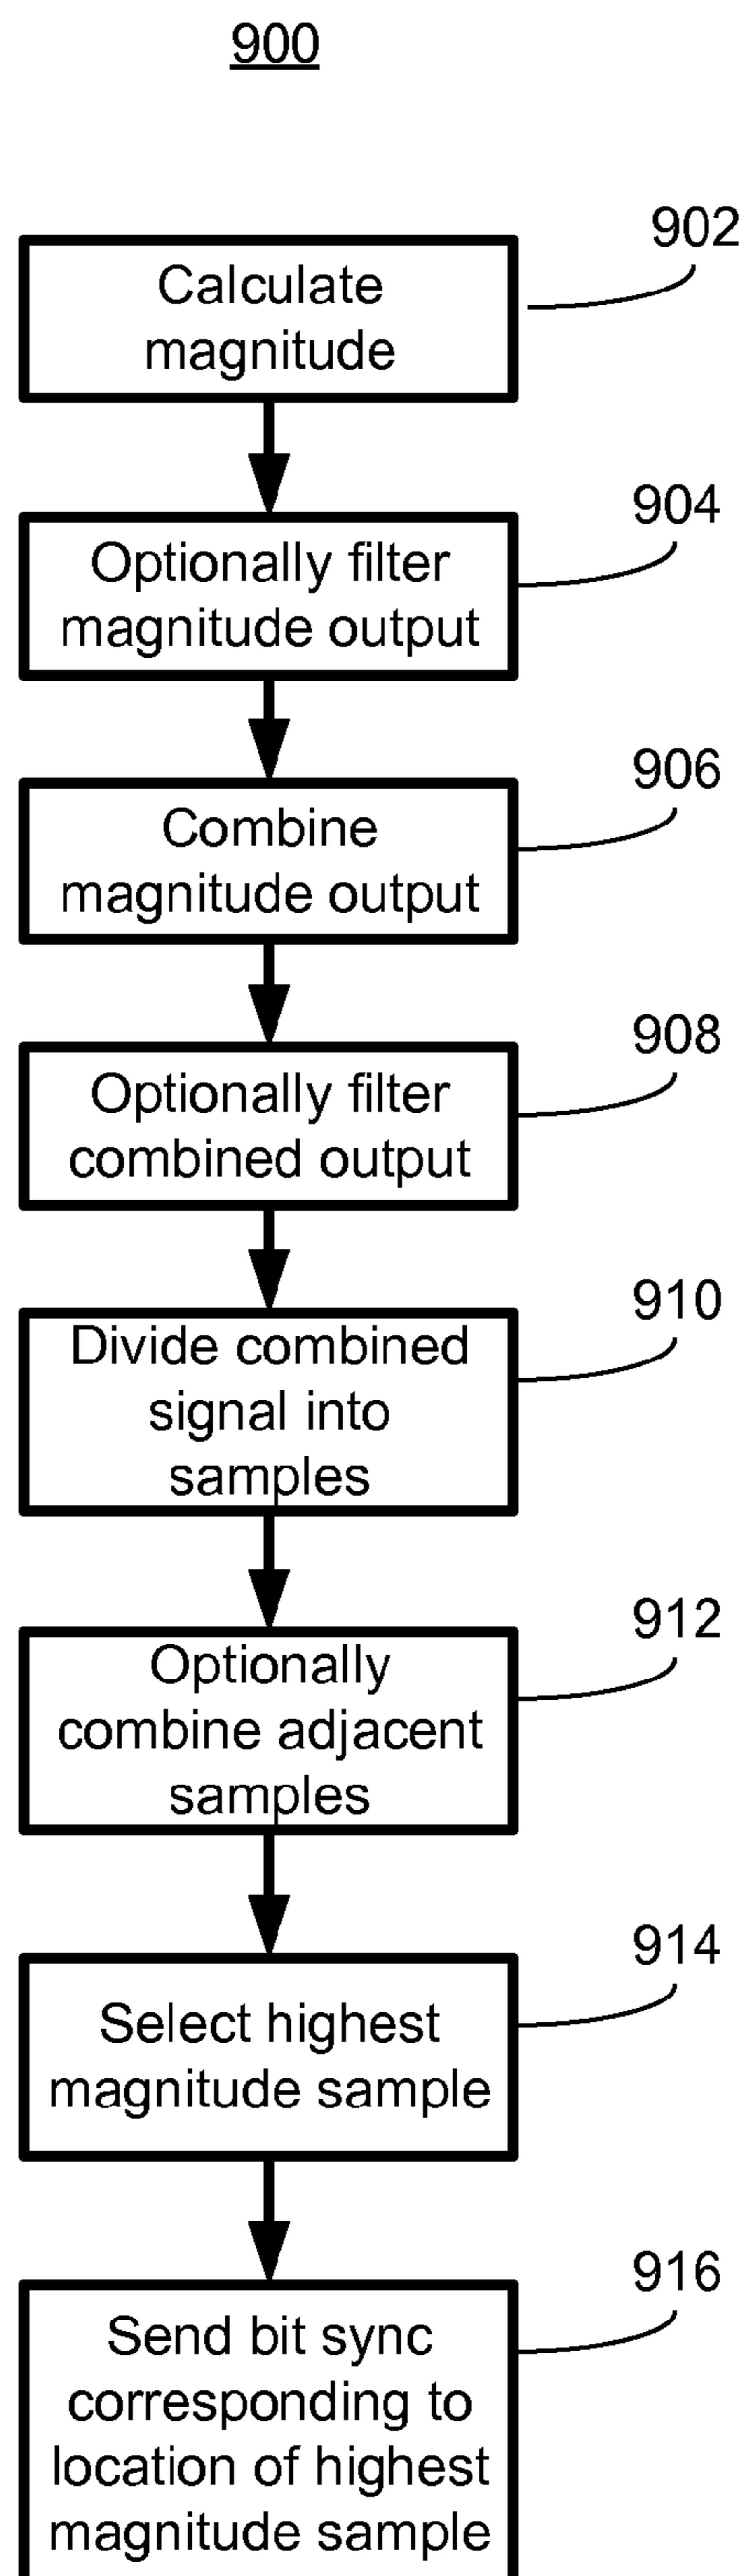 900
902
Calculate
magnitude
904
Optionally filter
magnitude output
906
Combine
magnitude output
908
Optionally filter
combined output
910
Divide combined
signal into
samples
912
Optionally
combine adjacent
samples
914
Select highest
magnitude sample
916
Send bit sync
corresponding to
location of highest
magnitude sample